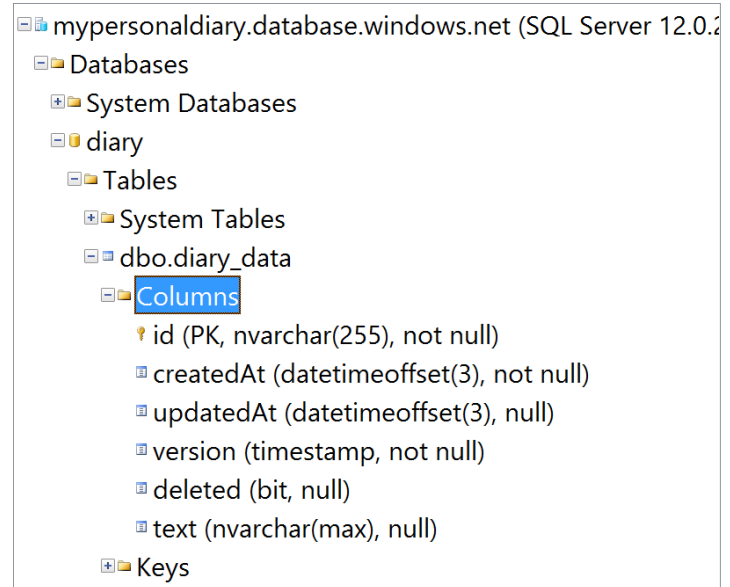 mypersonaldiary.database.windows.net (SQL Server 12.0.2
Databases
System Databases
diary
Tables
System Tables
dbo.diary_data
Columns
id (PK, nvarchar(255), not null)
createdAt (datetimeoffset(3), not null)
updatedAt (datetimeoffset(3), null)
version (timestamp, not null)
deleted (bit, null)
text (nvarchar(max), null)
Keys